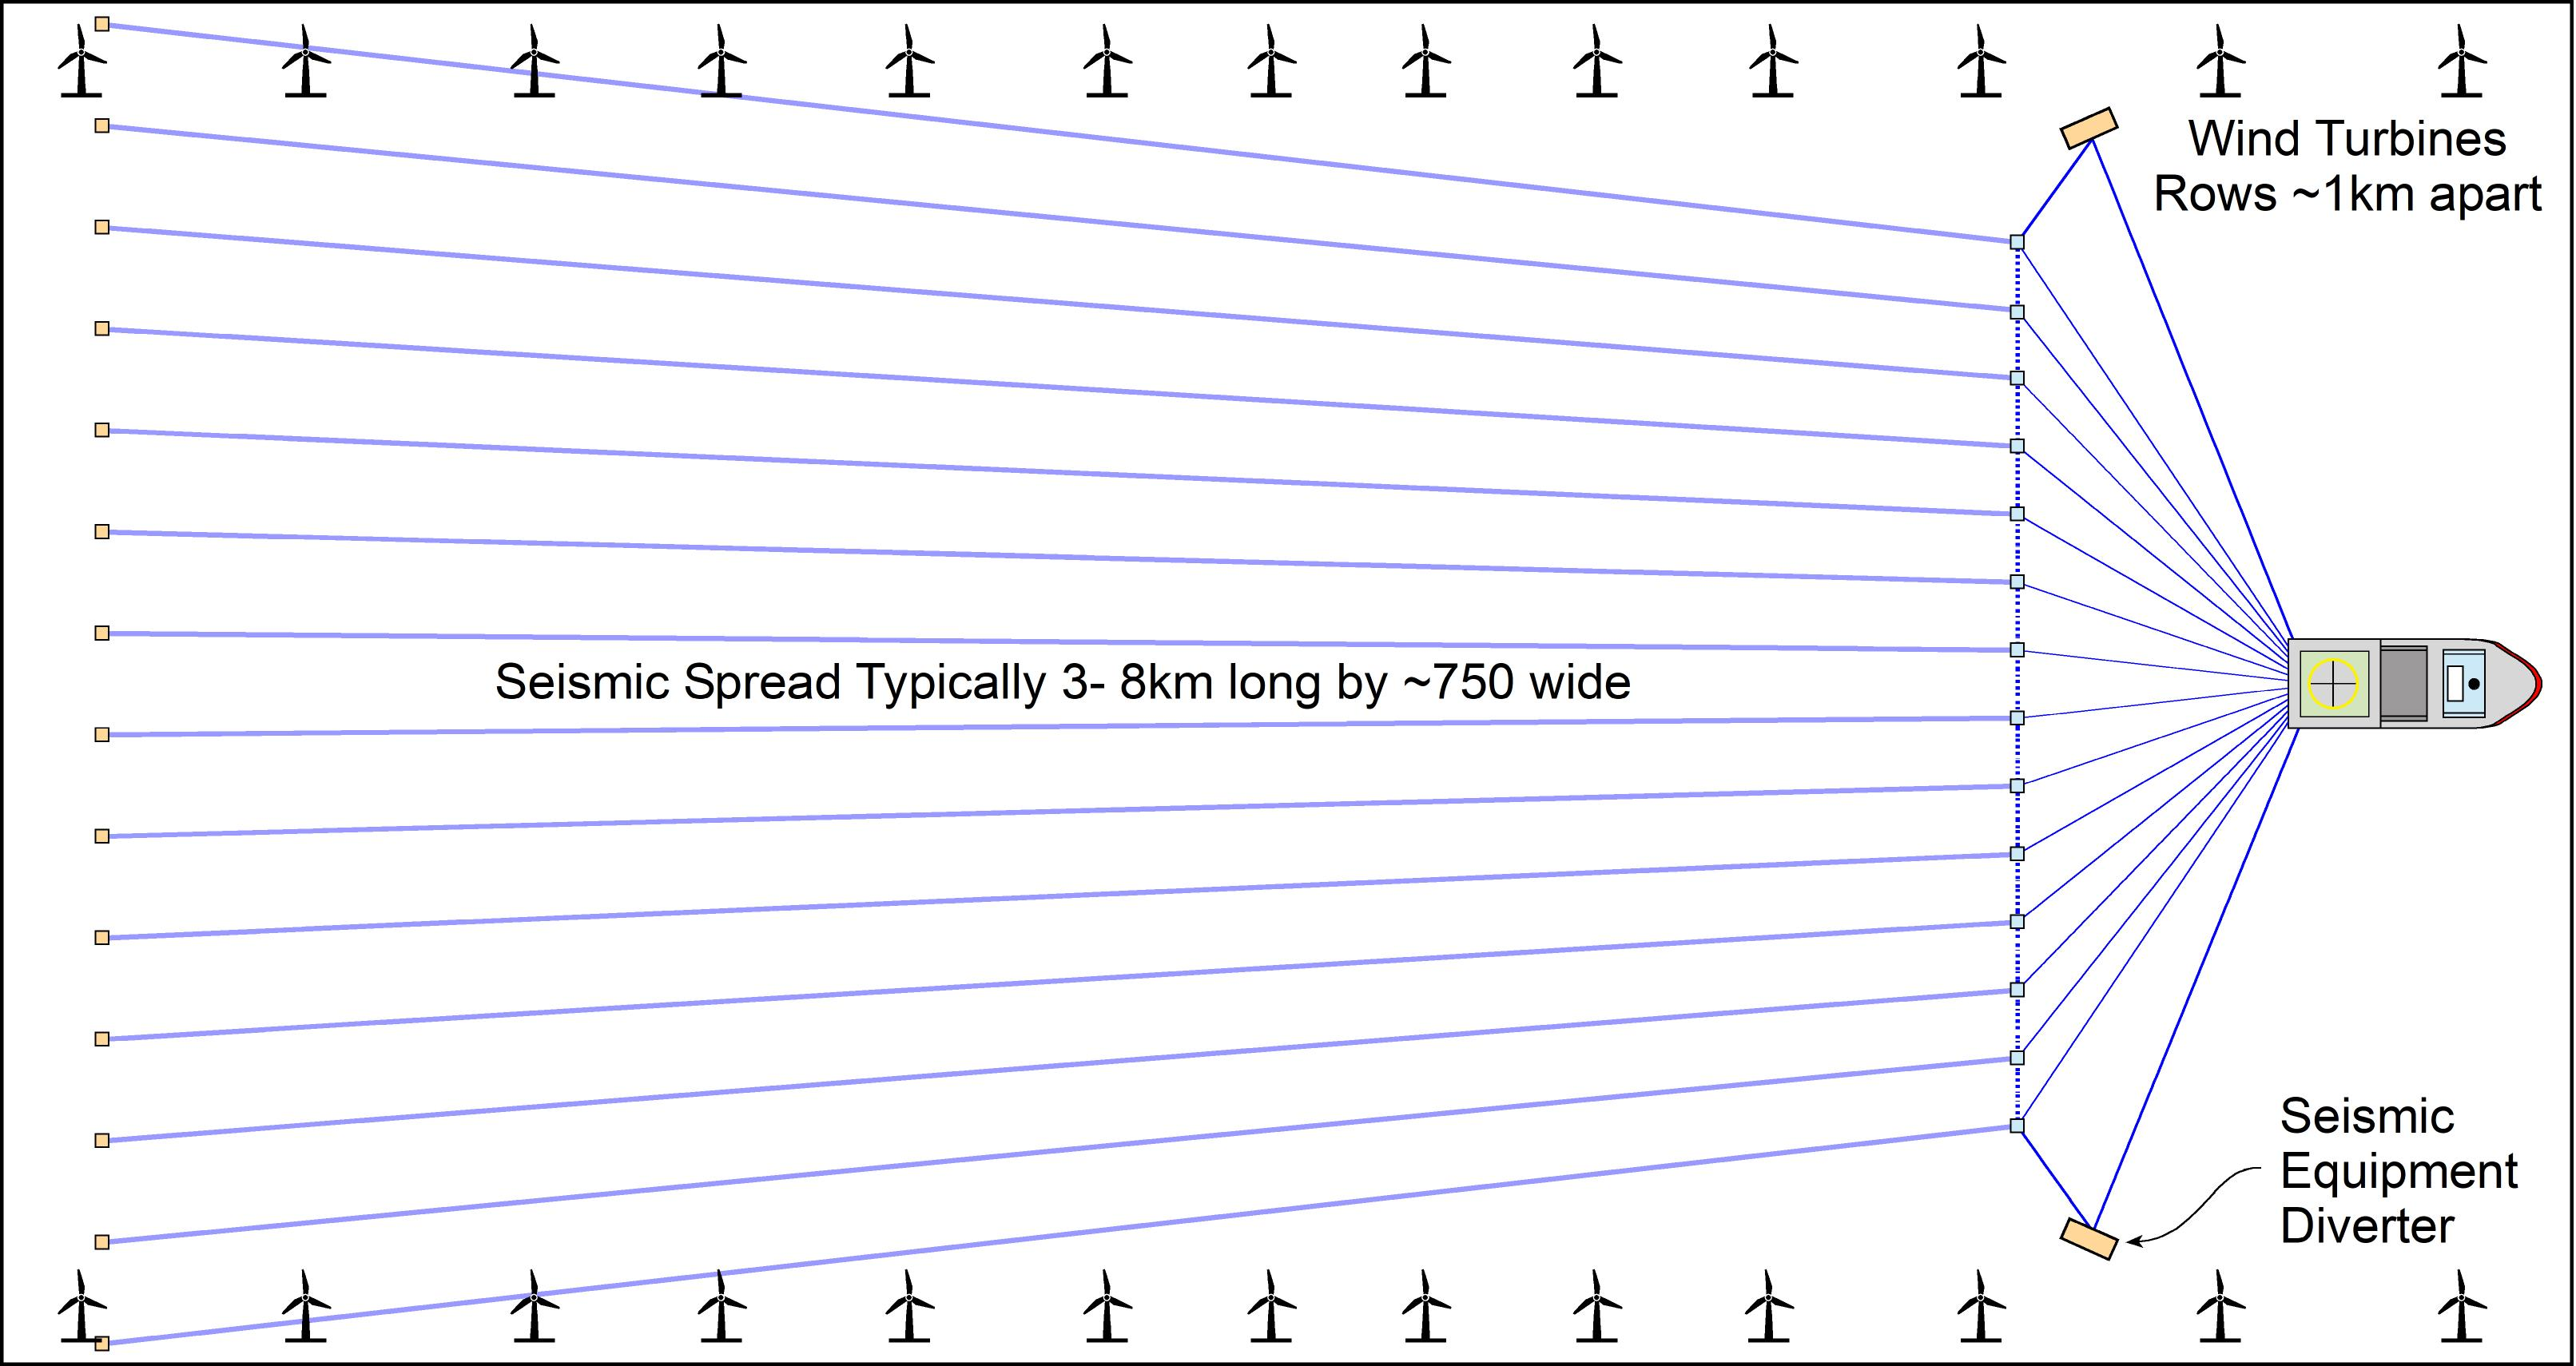 Wind Turbines
Rows ~1km apart
Seismic Spread Typically 3- 8km long by ~750 wide
Seismic
Equipment
Diverter